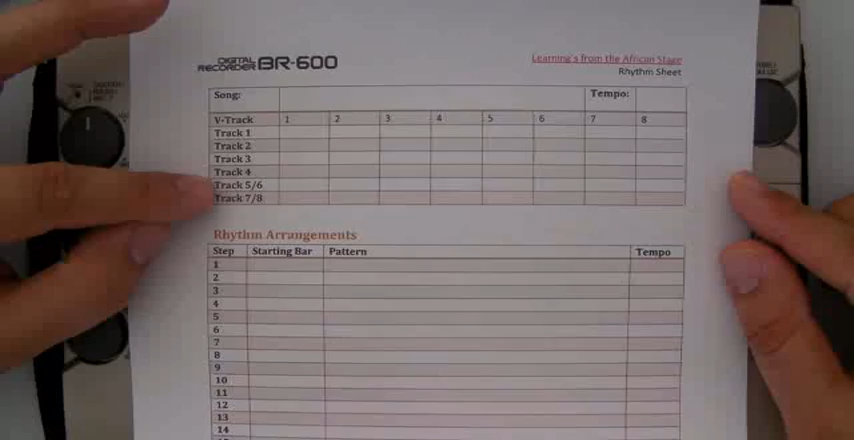 DIGITAL RECORDER BR-600
Learning's from the African Stage
Rhythm Sheet
Song: Tempo:
V-Track 1 2 3 4 5 6 7 8
Track 1
Track 2
Track 3
Track 4
Track 5/6
Track 7/8
Rhythm Arrangements
Step Starting Bar Pattern Tempo
1
2
3
4
5
6
7
8
9
10
11
12
13
14